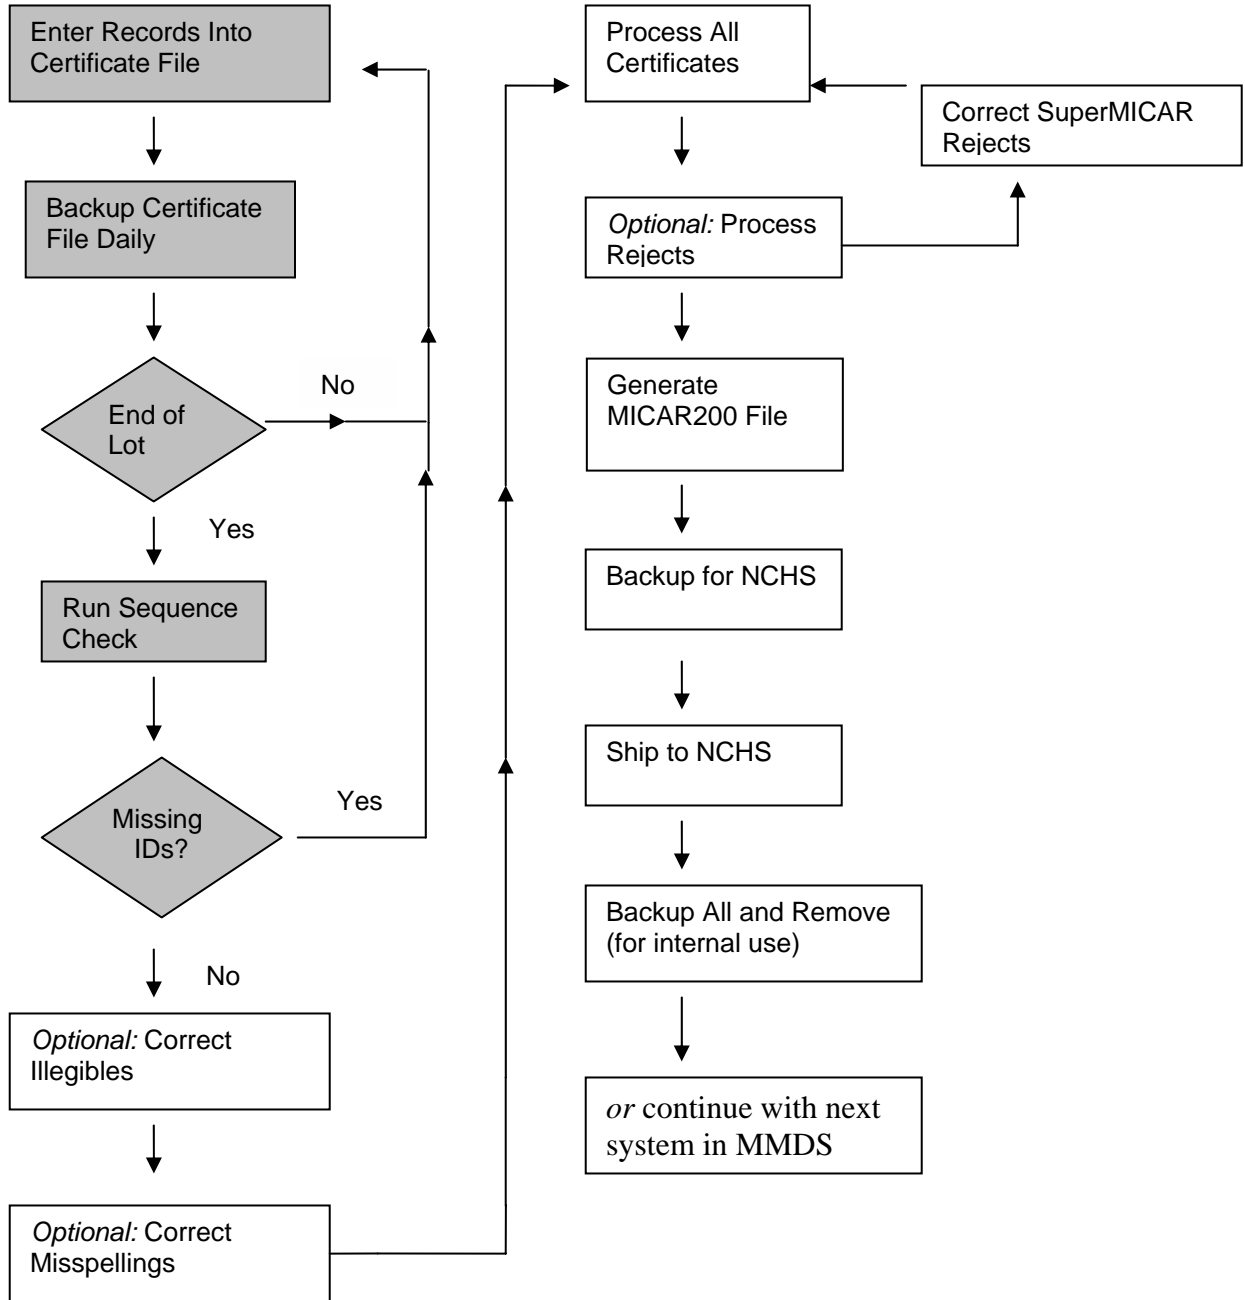 Enter Records Into
Certificate File
Backup Certificate
File Daily
End of
Lot
No
Yes
Run Sequence
Check
Missing
IDs?
Yes
No
Optional: Correct
Illegibles
Optional: Correct
Misspellings
Process All
Certificates
Correct SuperMICAR
Rejects
Optional: Process
Rejects
Generate
MICAR200 File
Backup for NCHS
Ship to NCHS
Backup All and Remove
(for internal use)
or continue with next
system in MMDS